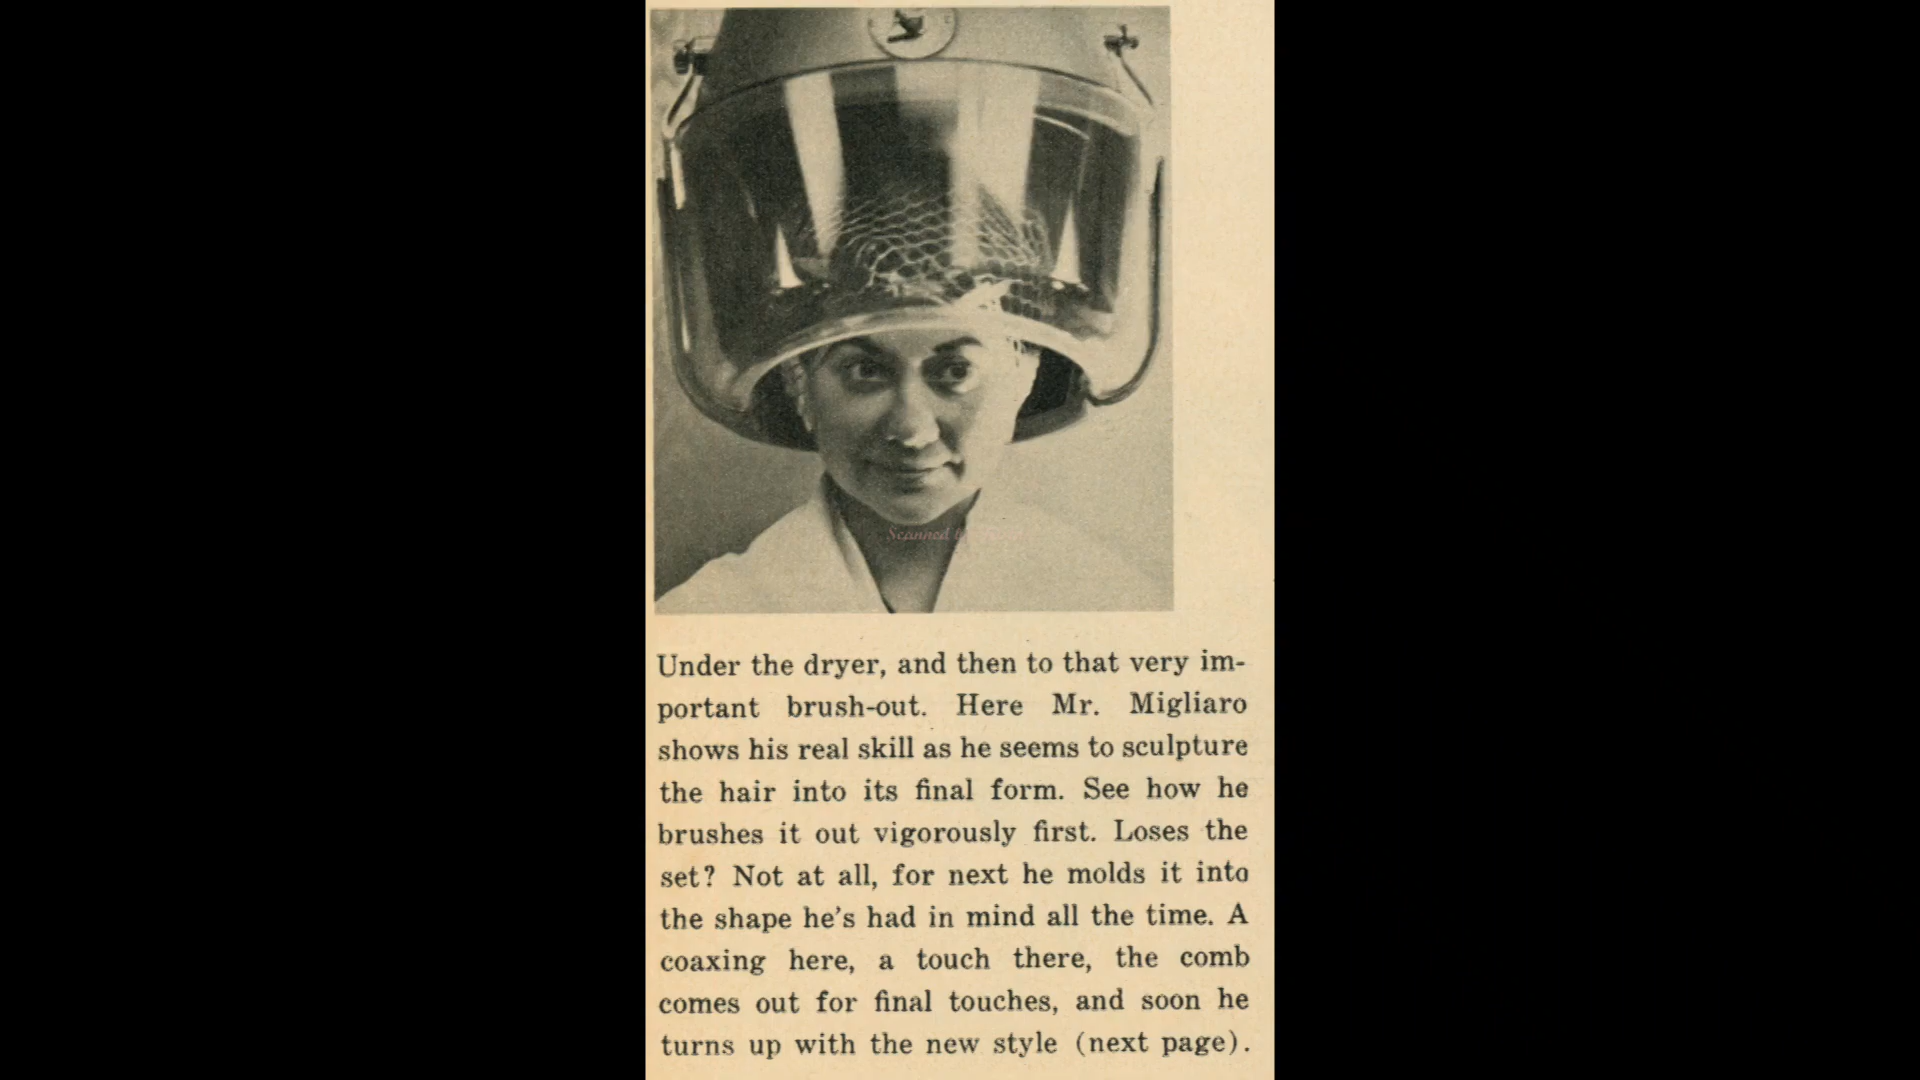 Scanned
Under the dryer, and then to that very im-
portant brush-out. Here Mr. Migliaro
shows his real skill as he seems to sculpture
the hair into its final form. See how he
brushes it out vigorously first. Loses the
set? Not at all, for next he molds it into
the shape he's had in mind all the time. A
coaxing here, a touch there, the comb
comes out for final touches, and soon he
turns up with the new style (next page).